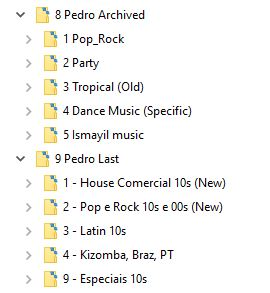 8 Pedro Archived
1 Pop_Rock
2 Party
3 Tropical (Old)
4 Dance Music (Specific)
5 Ismayil music
9 Pedro Last
1 - House Comercial 10s (New)
2 - Pop e Rock 10s e 00s (New)
3 - Latin 10s
4 - Kizomba, Braz, PT
9 - Especiais 10s